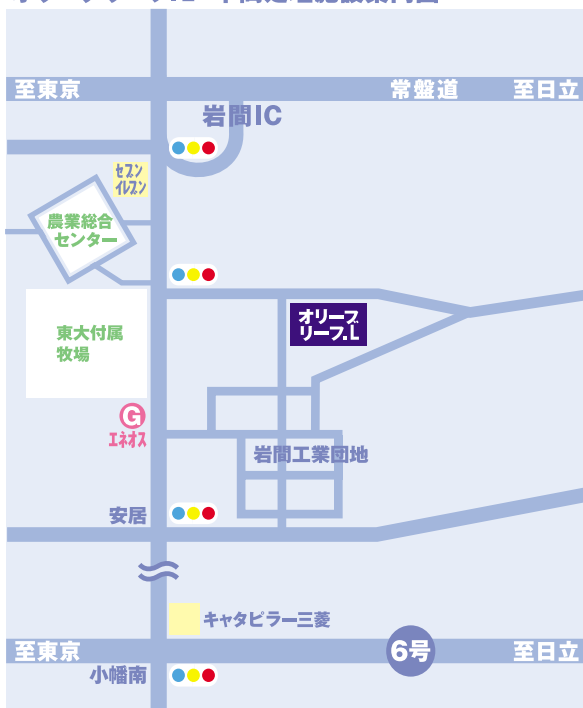 至東京
常盤道
至日立
岩間IC
セブン
イレブン
農業総合
センター
オリーブ
リーフ.L
東大付属
牧場
G
エネオス
岩間工業団地
安居
キャタピラー三菱
至東京
6号
至日立
小幡南